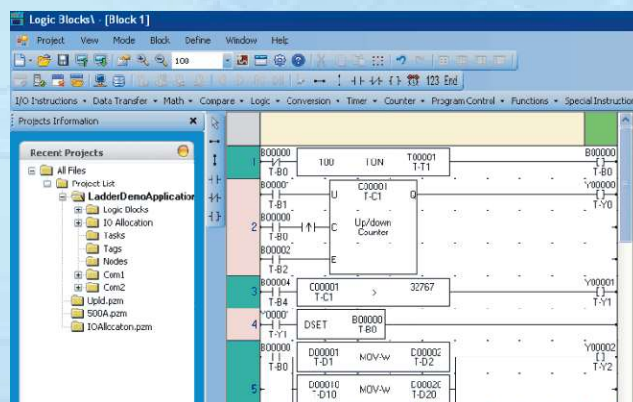 Logic Blocks\ - [Block 1]
Project View Mode Block Define Window Help
100
123 End
I/O Instructions Data Transfer Math Compare Logic Conversion Timer Counter Program Control Functions Special Instruction
Projects Information
Recent Projects
All Files
Project List
LadderDemoApplication
Logic Blocks
IO Allocation
Tasks
Tags
Nodes
Com1
Com2
Upld.pzm
500A.pzm
IOAllocaton.pzm
B00000 T00001 B00000
1 100 TON
T-B0 T-T1 T-B0
C00001 Y00000
U Q
T-B1 T-C1 T-Y0
B00000
2 C Up/down
T-B0 Counter
B00002
E
T-B2
B00004 C00001 32767 Y00001
3 >
T-B4 T-C1 T-Y1
4 DSET B00000
T-Y1 T-B0
B00000 D00001 MOV-W D00002 Y00002
T-B0 T-D1 T-D2 T-Y2
5 D00010 MOV-W D00020
T-D10 T-D20